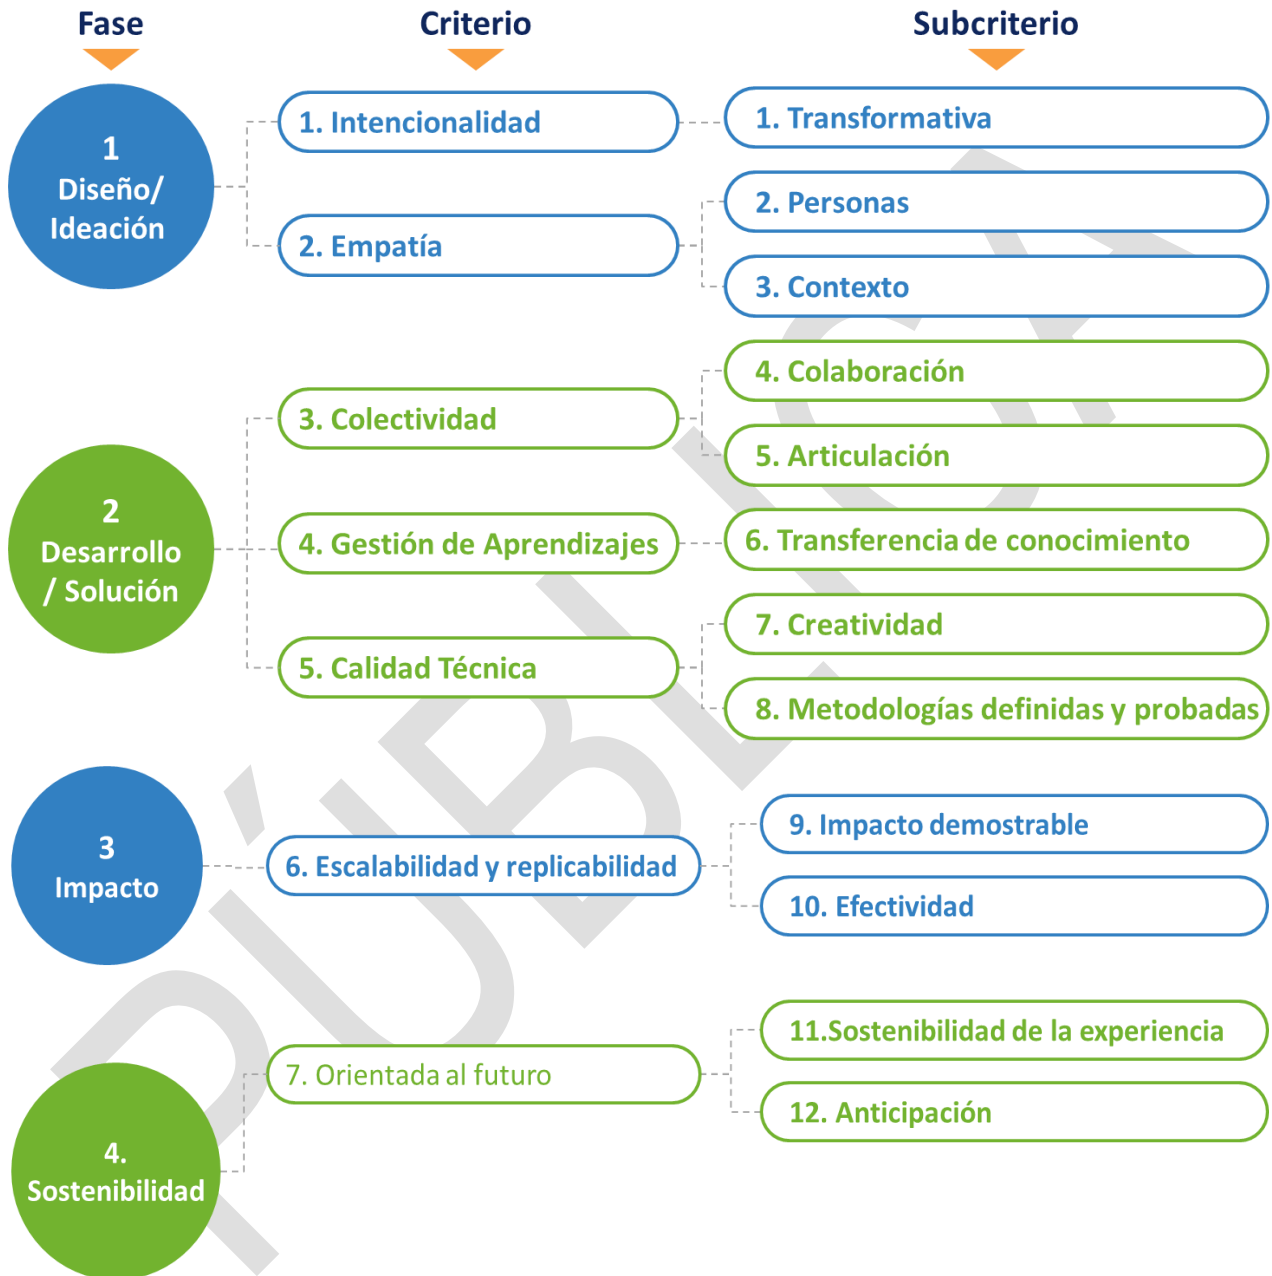 Fase
Criterio
Subcriterio
1
Diseño/
Ideación
1. Intencionalidad
1. Transformativa
2. Empatía
2. Personas
3. Contexto
2
Desarrollo
/ Solución
3. Colectividad
4. Colaboración
5. Articulación
4. Gestión de Aprendizajes
6. Transferencia de conocimiento
5. Calidad Técnica
7. Creatividad
8. Metodologías definidas y probadas
3
Impacto
6. Escalabilidad y replicabilidad
9. Impacto demostrable
10. Efectividad
4.
Sostenibilidad
7. Orientada al futuro
11.Sostenibilidad de la experiencia
12. Anticipación
PÚBLICA